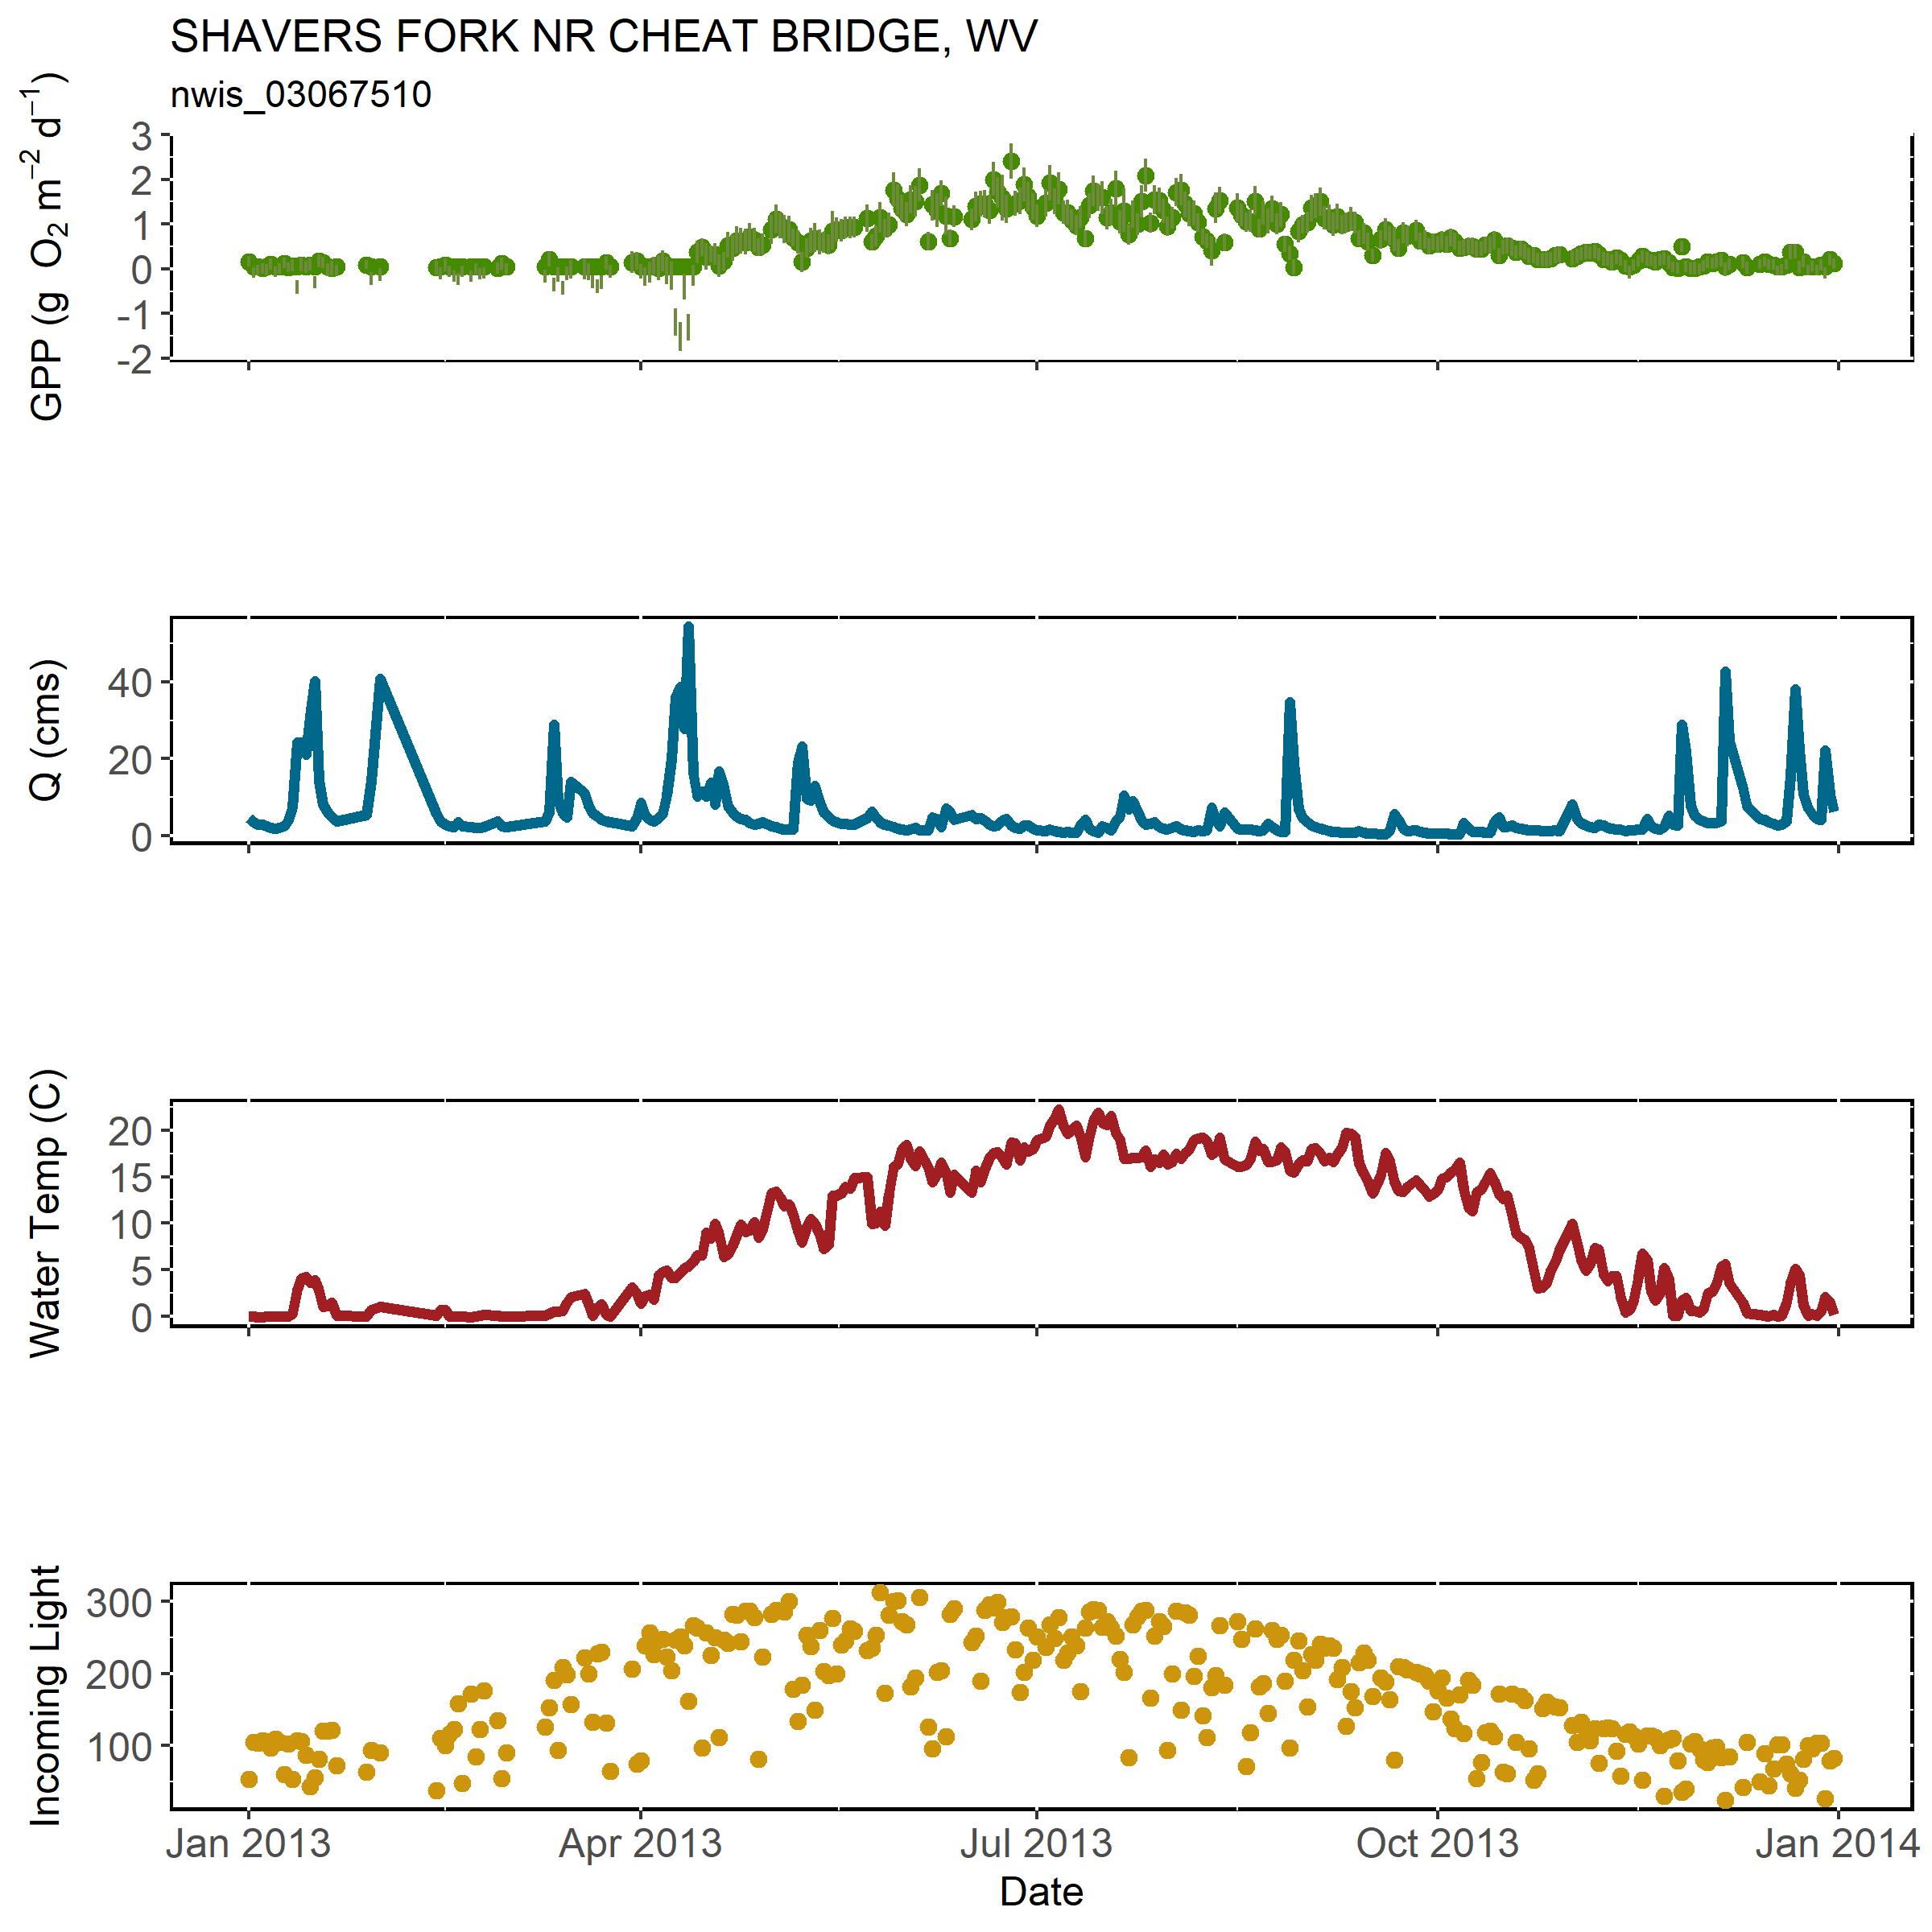 SHAVERS FORK NR CHEAT BRIDGE, WV
nwis_03067510
GPP (g O₂ m⁻² d⁻¹)
3
2
1
0
-1
-2
Q (cms)
40
20
0
Water Temp (C)
20
15
10
5
0
Incoming Light
300
200
100
Jan 2013 Apr 2013 Jul 2013 Oct 2013 Jan 2014
Date